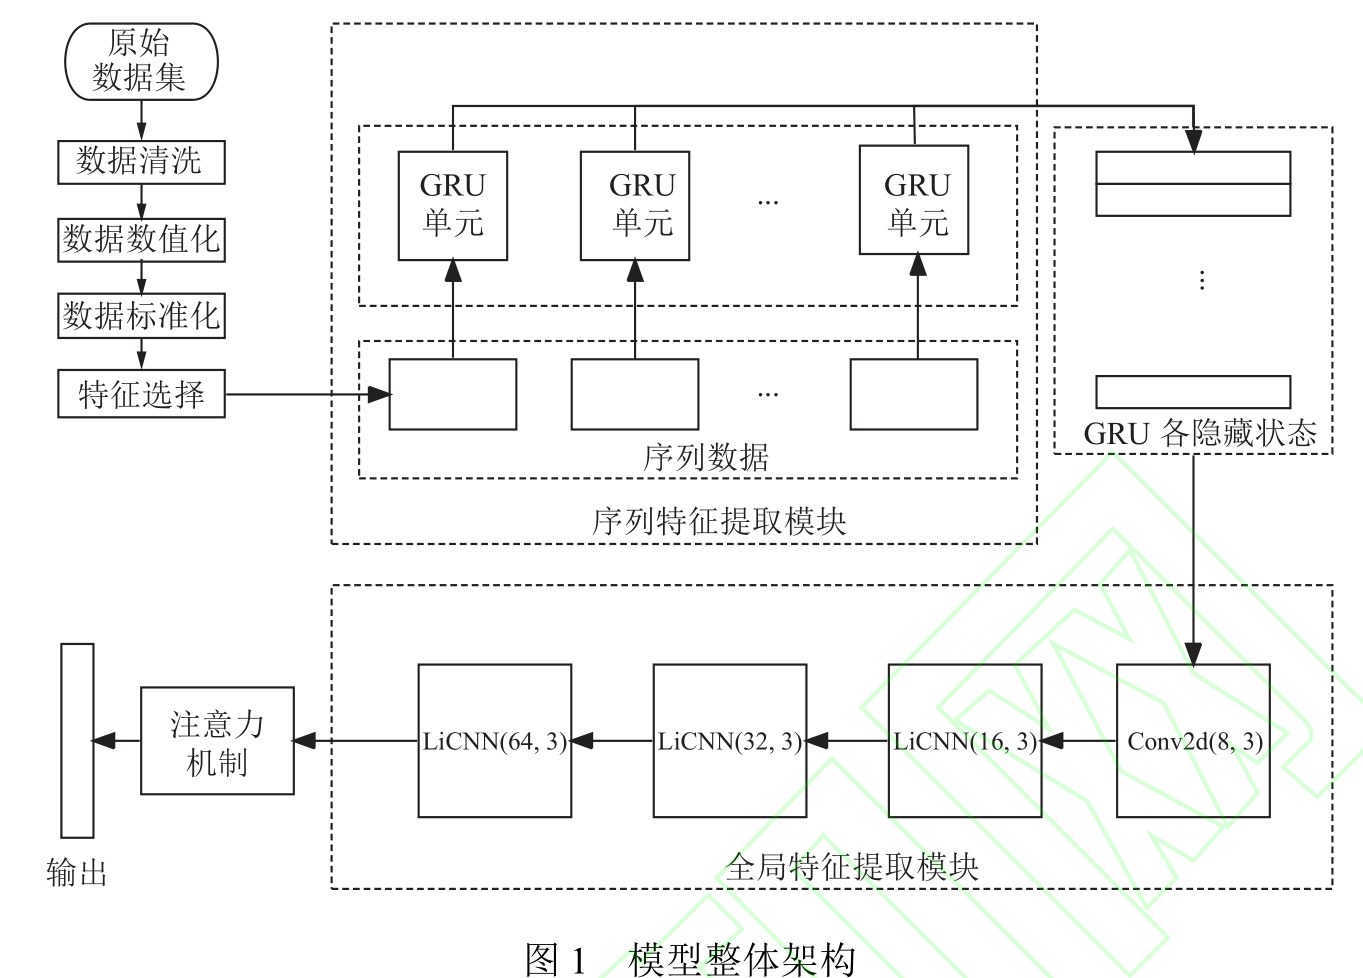 原始
数据集
数据清洗
数据数值化
数据标准化
特征选择
GRU
单元
GRU
单元
...
GRU
单元
...
序列数据
序列特征提取模块
⋮
GRU 各隐藏状态
Conv2d(8, 3)
LiCNN(16, 3)
LiCNN(32, 3)
LiCNN(64, 3)
全局特征提取模块
注意力
机制
输出
图 1 模型整体架构